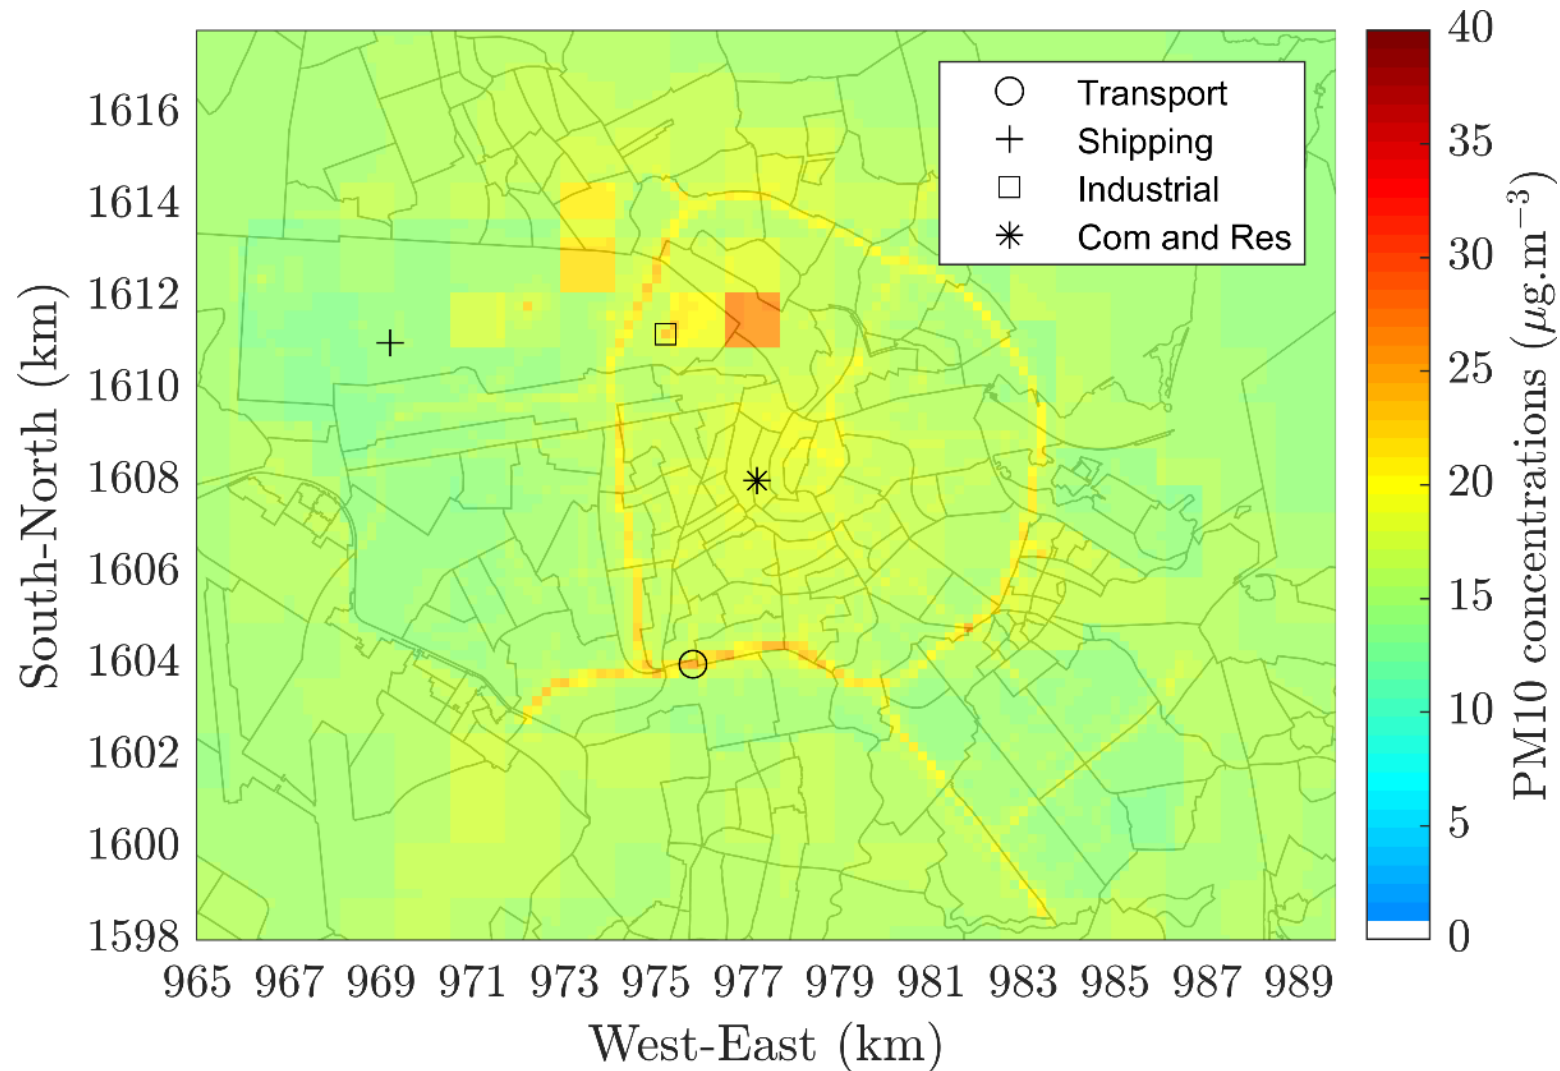 Transport
Shipping
Industrial
Com and Res
1616
1614
1612
1610
1608
1606
1604
1602
1600
1598
South-North (km)
965 967 969 971 973 975 977 979 981 983 985 987 989
West-East (km)
40
35
30
25
20
15
10
5
0
PM10 concentrations (μg.m⁻³)